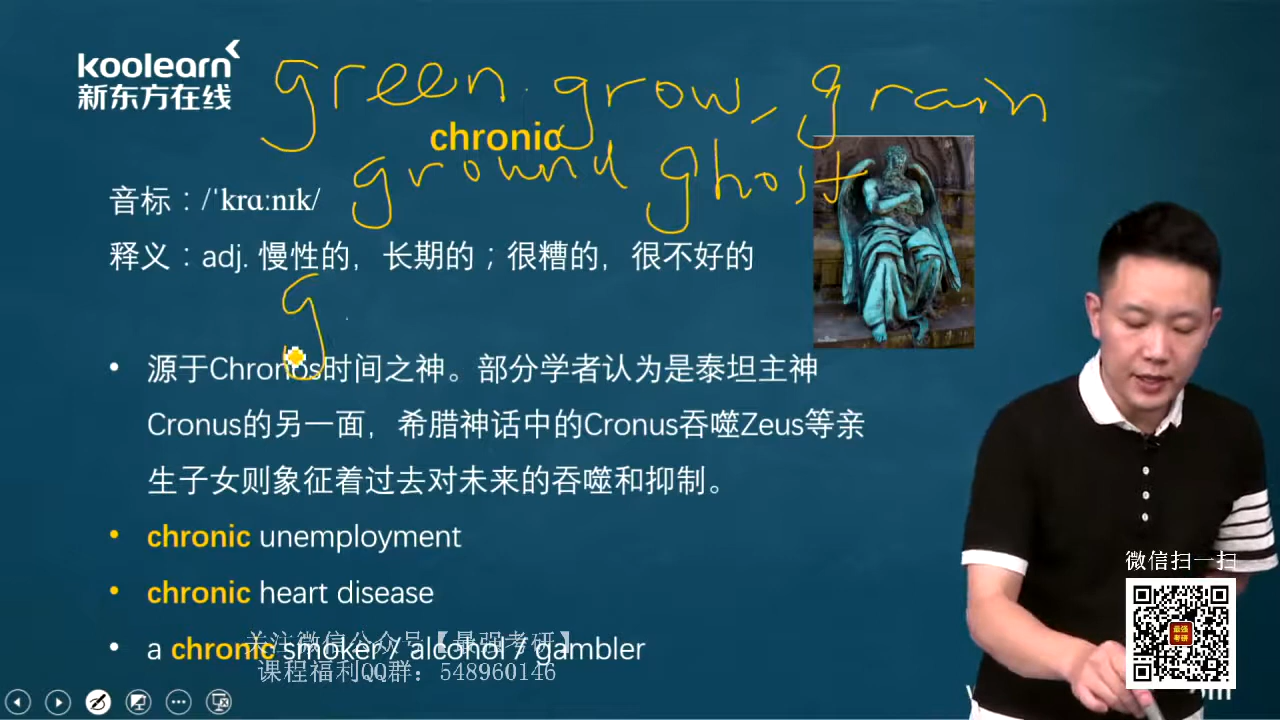 koolearn
新东方在线
green. grow, grain
chronic
ground ghost
音标：/ˈkrɑːnɪk/
释义：adj. 慢性的，长期的；很糟的，很不好的
g
• 源于Chronos时间之神。部分学者认为是泰坦主神
Cronus的另一面，希腊神话中的Cronus吞噬Zeus等亲
生子女则象征着过去对未来的吞噬和抑制。
• chronic unemployment
• chronic heart disease
• a chronic smoker / alcohol / gambler
关注微信公众号【最强考研】
课程福利QQ群：548960146
微信扫一扫
最强
考研